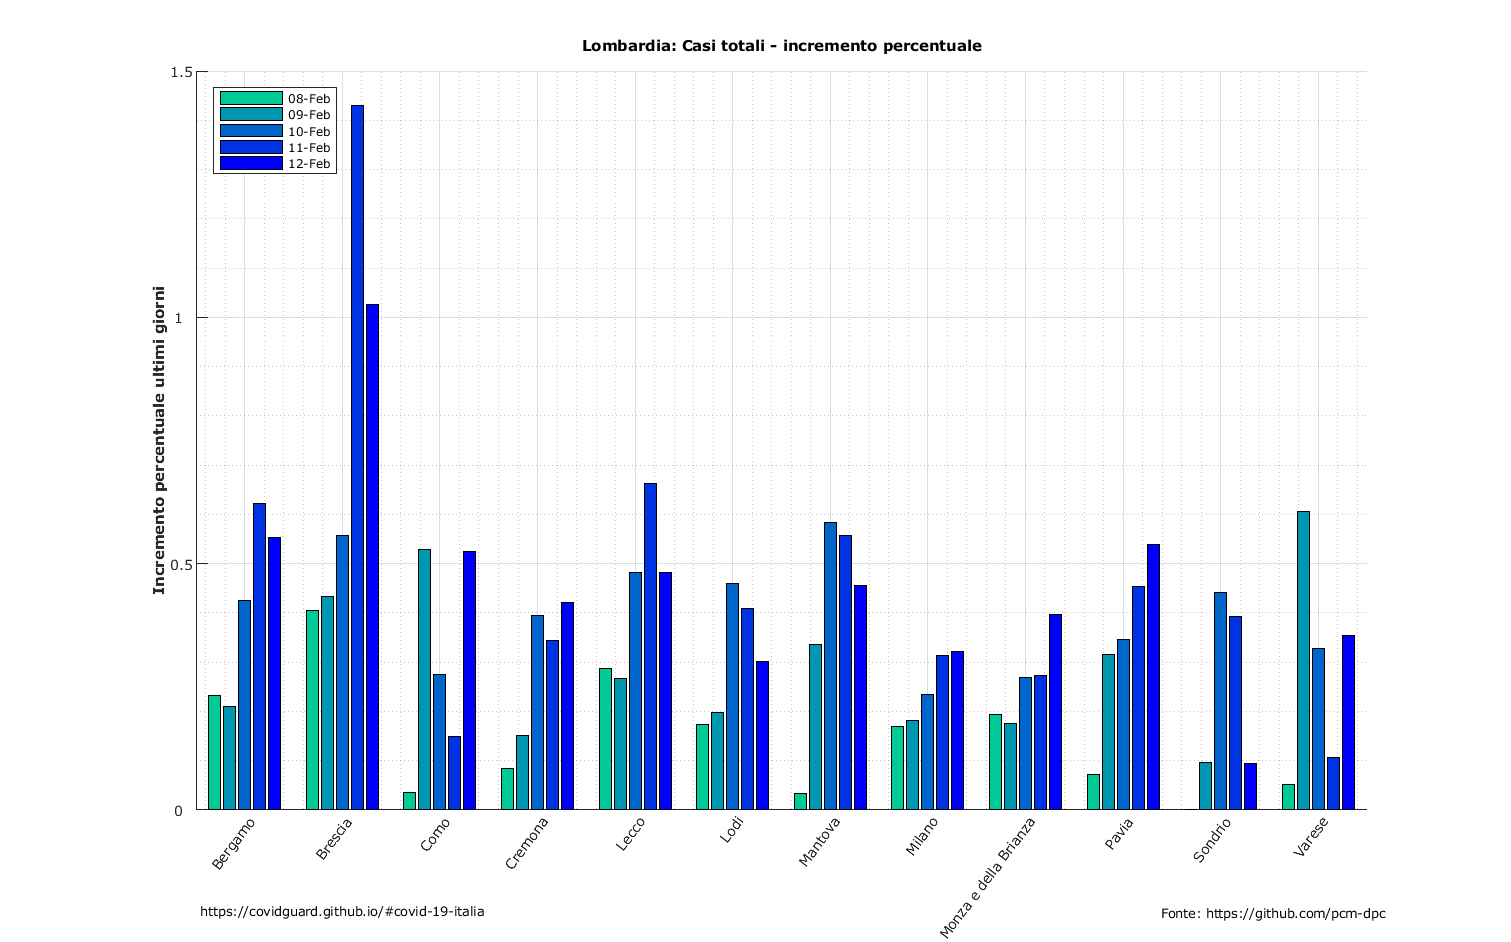 Lombardia: Casi totali - incremento percentuale
1.5
1
0.5
0
Incremento percentuale ultimi giorni
08-Feb
09-Feb
10-Feb
11-Feb
12-Feb
Bergamo
Brescia
Como
Cremona
Lecco
Lodi
Mantova
Milano
Monza e della Brianza
Pavia
Sondrio
Varese
https://covidguard.github.io/#covid-19-italia
Fonte: https://github.com/pcm-dpc